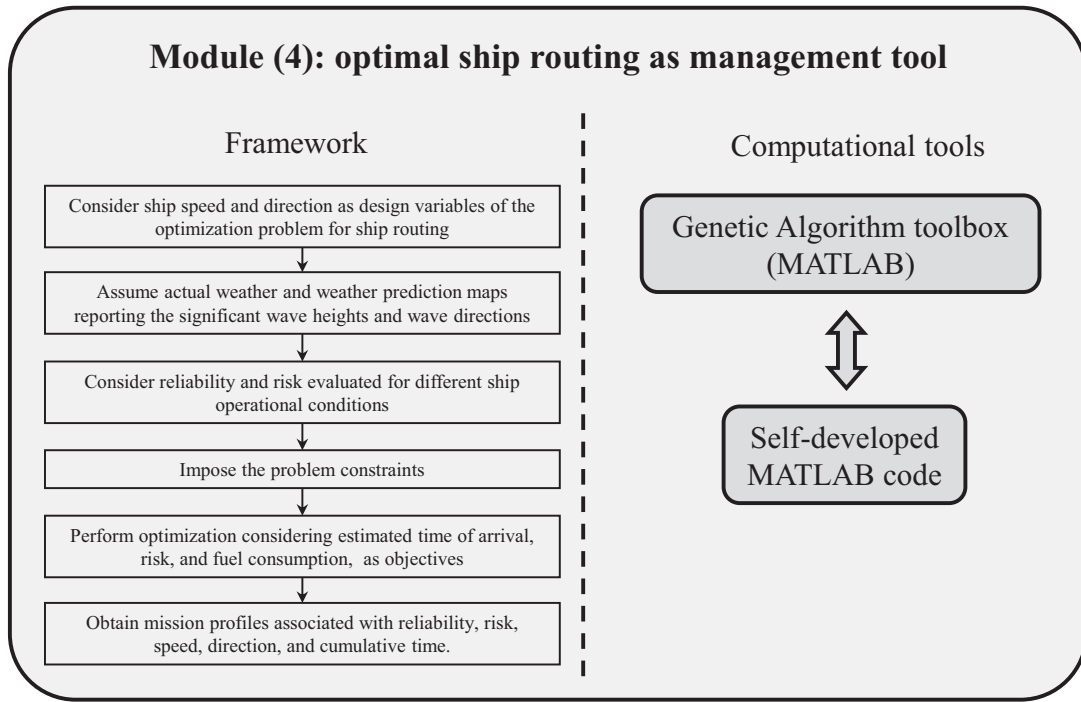 Module (4): optimal ship routing as management tool
Framework
Consider ship speed and direction as design variables of the
optimization problem for ship routing
Assume actual weather and weather prediction maps
reporting the significant wave heights and wave directions
Consider reliability and risk evaluated for different ship
operational conditions
Impose the problem constraints
Perform optimization considering estimated time of arrival,
risk, and fuel consumption, as objectives
Obtain mission profiles associated with reliability, risk,
speed, direction, and cumulative time.
Computational tools
Genetic Algorithm toolbox
(MATLAB)
Self-developed
MATLAB code